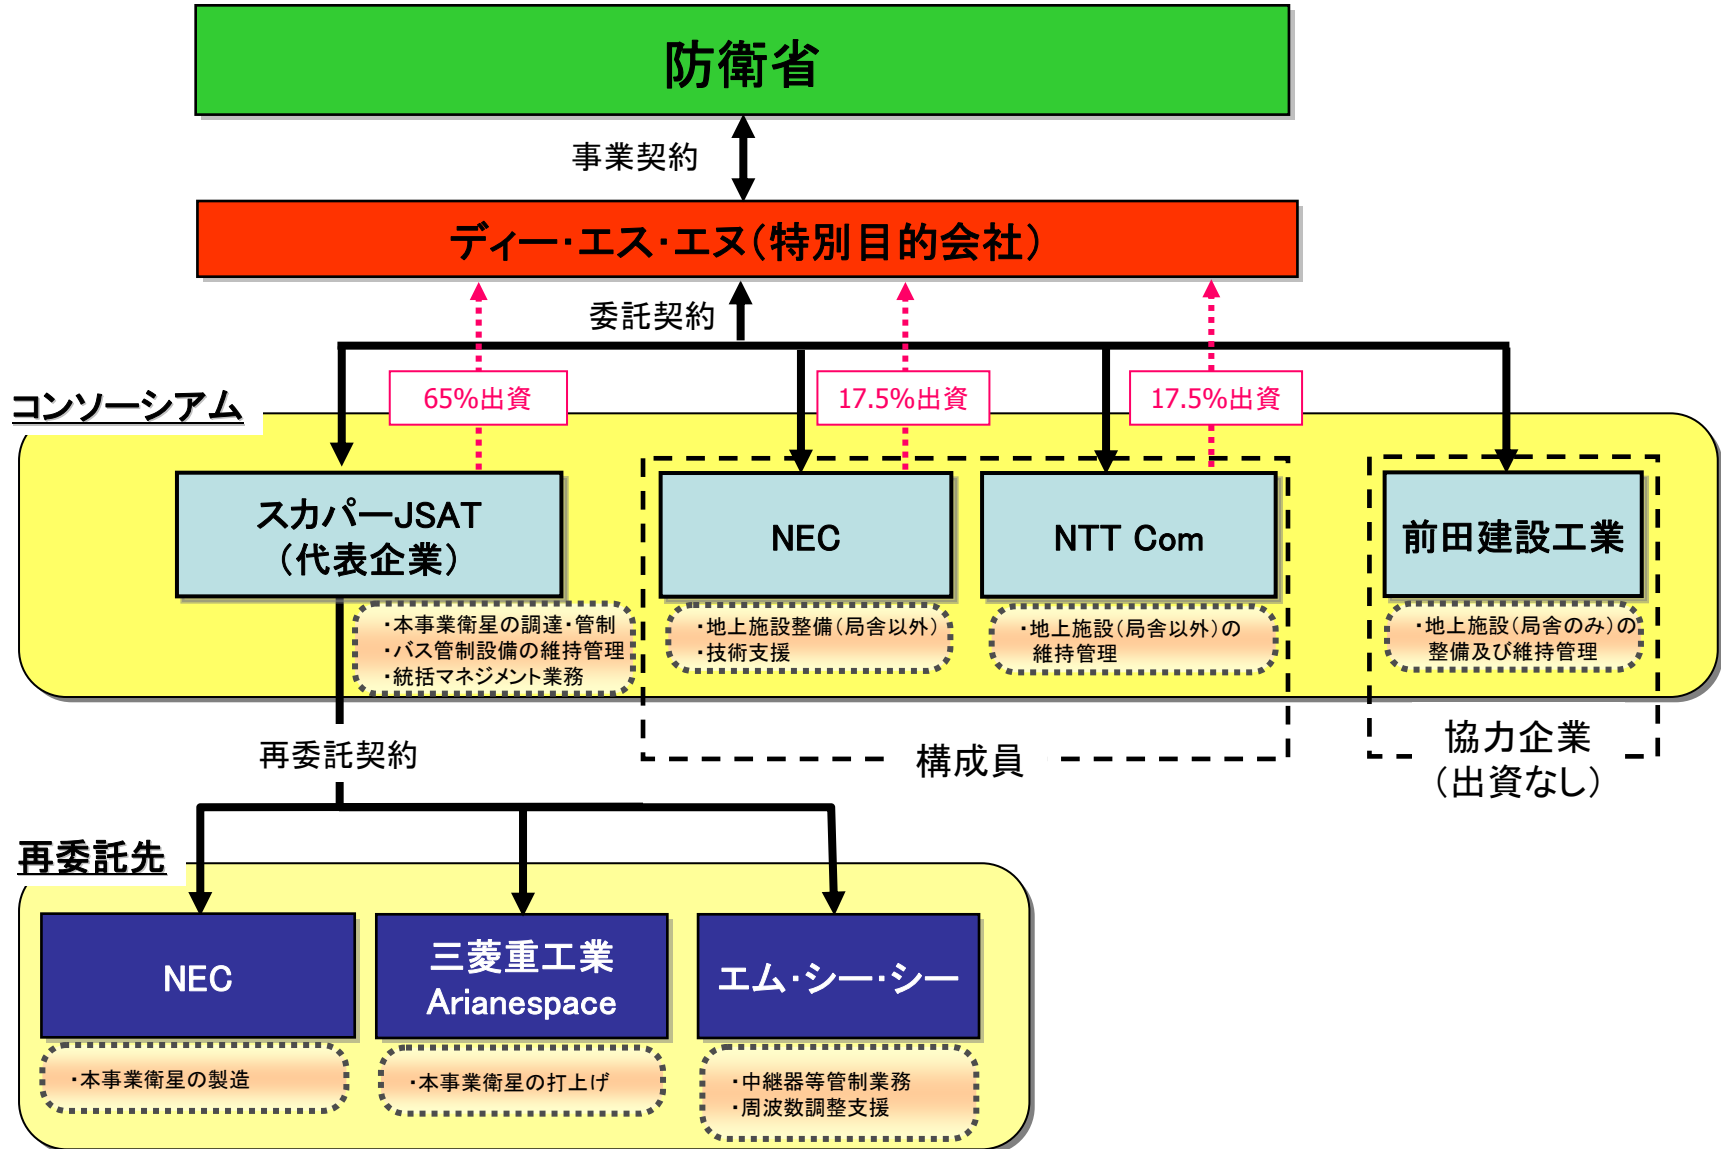 防衛省
事業契約
ディー・エス・エヌ（特別目的会社）
委託契約
65%出資
17.5%出資
17.5%出資
コンソーシアム
スカパーJSAT
（代表企業）
NEC
NTT Com
前田建設工業
・本事業衛星の調達・管制
・バス管制設備の維持管理
・統括マネジメント業務
・地上施設整備（局舎以外）
・技術支援
・地上施設（局舎以外）の
維持管理
・地上施設（局舎のみ）の
整備及び維持管理
再委託契約
構成員
協力企業
（出資なし）
再委託先
NEC
三菱重工業
Arianespace
エム・シー・シー
・本事業衛星の製造
・本事業衛星の打上げ
・中継器等管制業務
・周波数調整支援